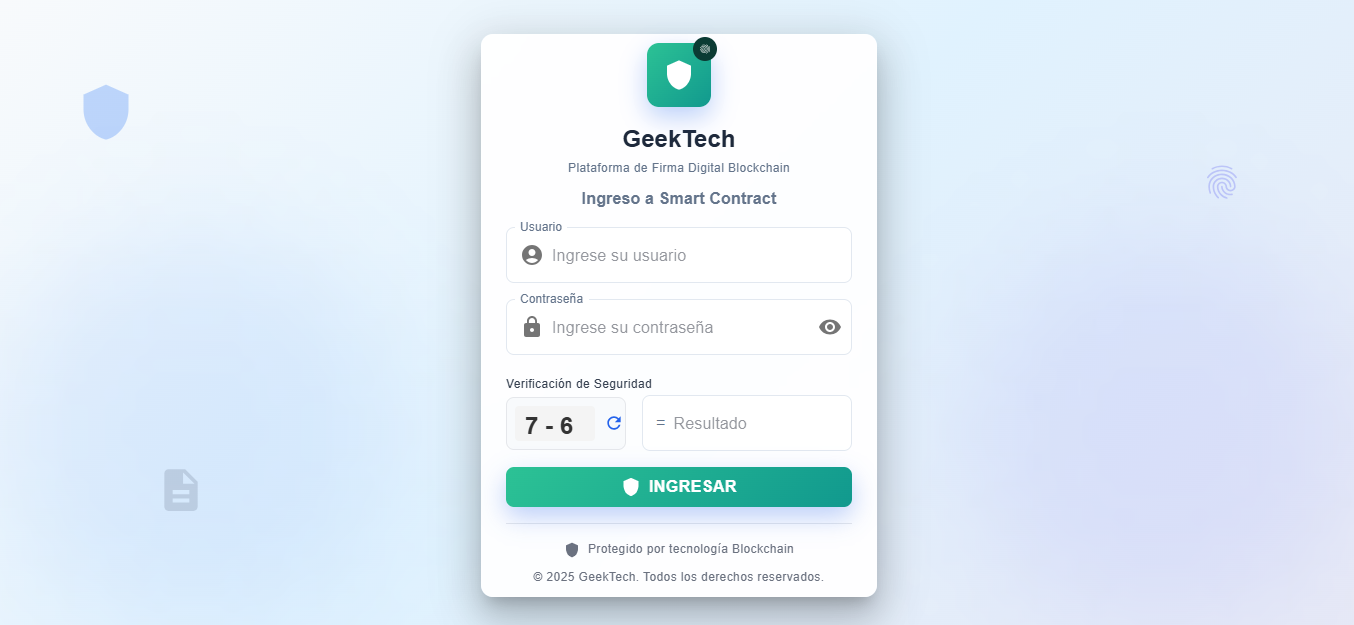 GeekTech
Plataforma de Firma Digital Blockchain
Ingreso a Smart Contract
Usuario
Ingrese su usuario
Contraseña
Ingrese su contraseña
Verificación de Seguridad
7 - 6
= Resultado
INGRESAR
Protegido por tecnología Blockchain
© 2025 GeekTech. Todos los derechos reservados.